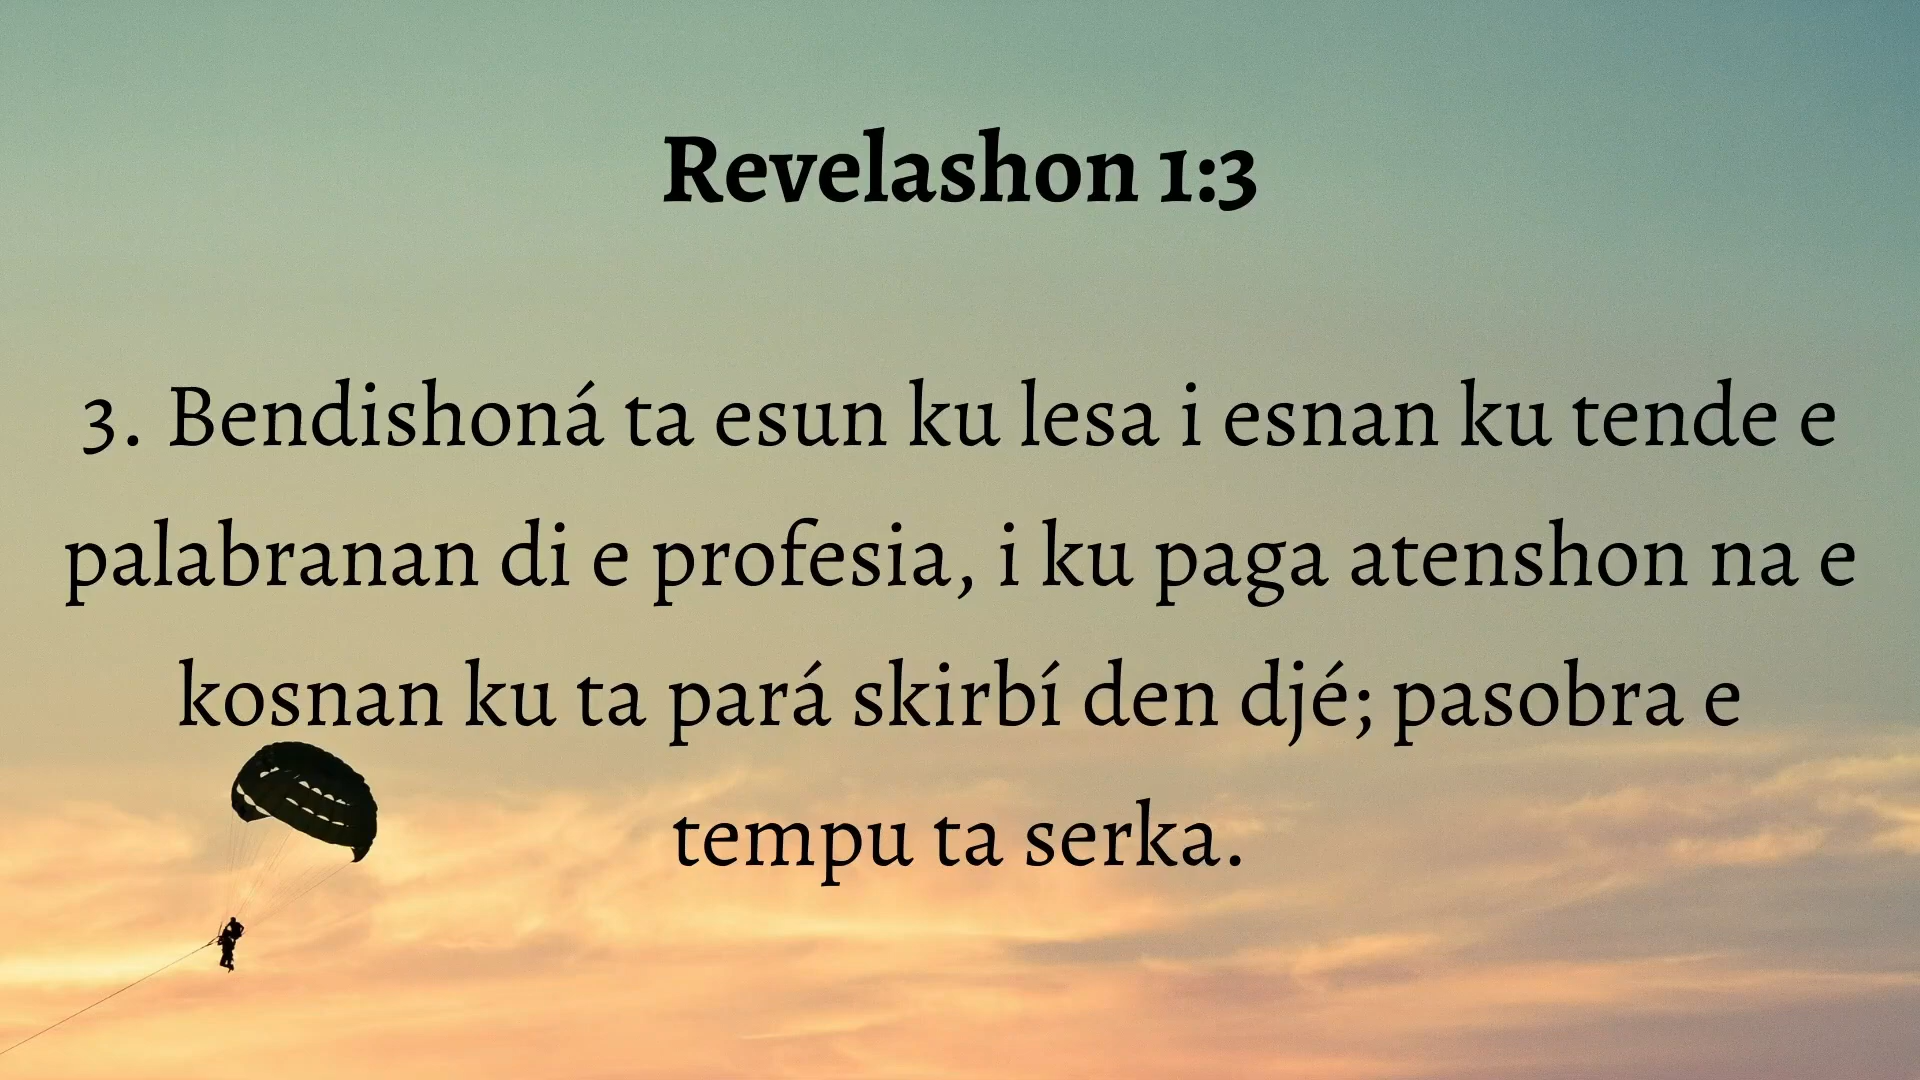 Revelashon 1:3
3. Bendishoná ta esun ku lesa i esnan ku tende e
palabranan di e profesia, i ku paga atenshon na e
kosnan ku ta pará skirbí den djé; pasobra e
tempu ta serka.